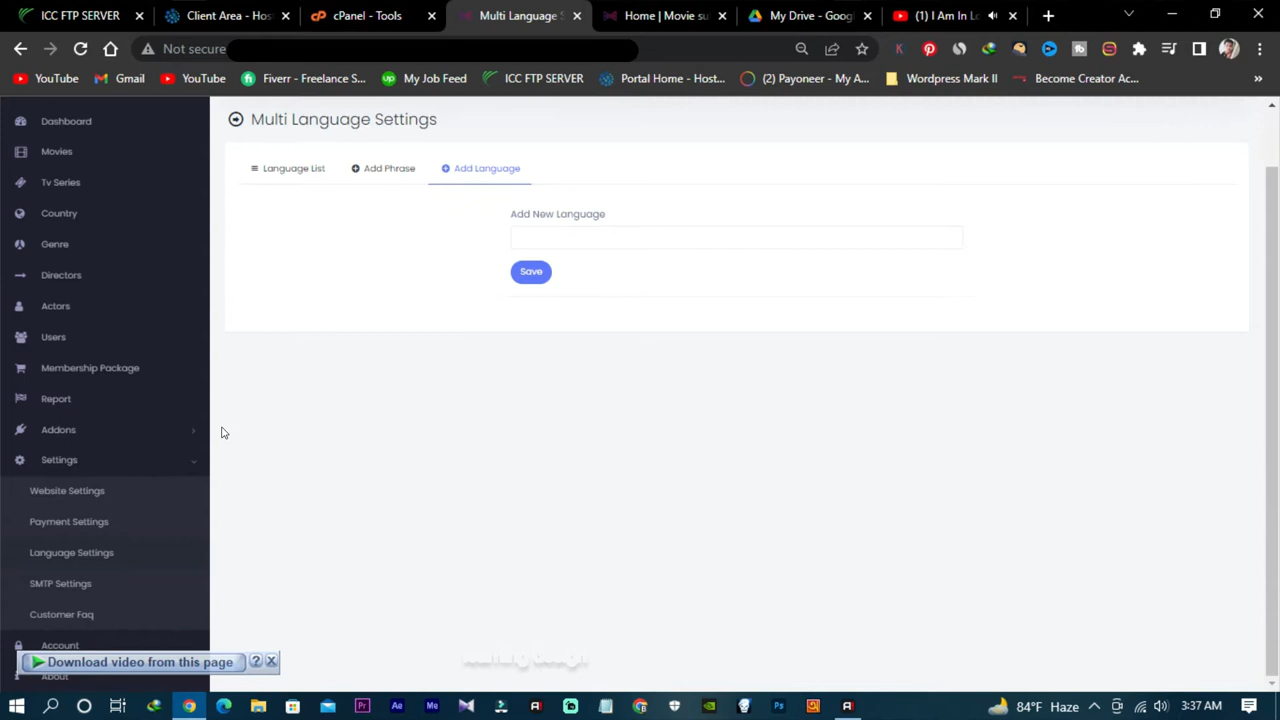 ICC FTP SERVER
Client Area - Hos
cPanel - Tools
Multi Language S
Home | Movie su
My Drive - Goog
(1) I Am In L
Not secure
YouTube
Gmail
YouTube
Fiverr - Freelance S...
My Job Feed
ICC FTP SERVER
Portal Home - Host...
(2) Payoneer - My A...
Wordpress Mark II
Become Creator Ac...
Dashboard
Movies
Tv Series
Country
Genre
Directors
Actors
Users
Membership Package
Report
Addons
Settings
Website Settings
Payment Settings
Language Settings
SMTP Settings
Customer Faq
Account
About
Multi Language Settings
Language List
Add Phrase
Add Language
Add New Language
Save
Download video from this page
84°F Haze
3:37 AM